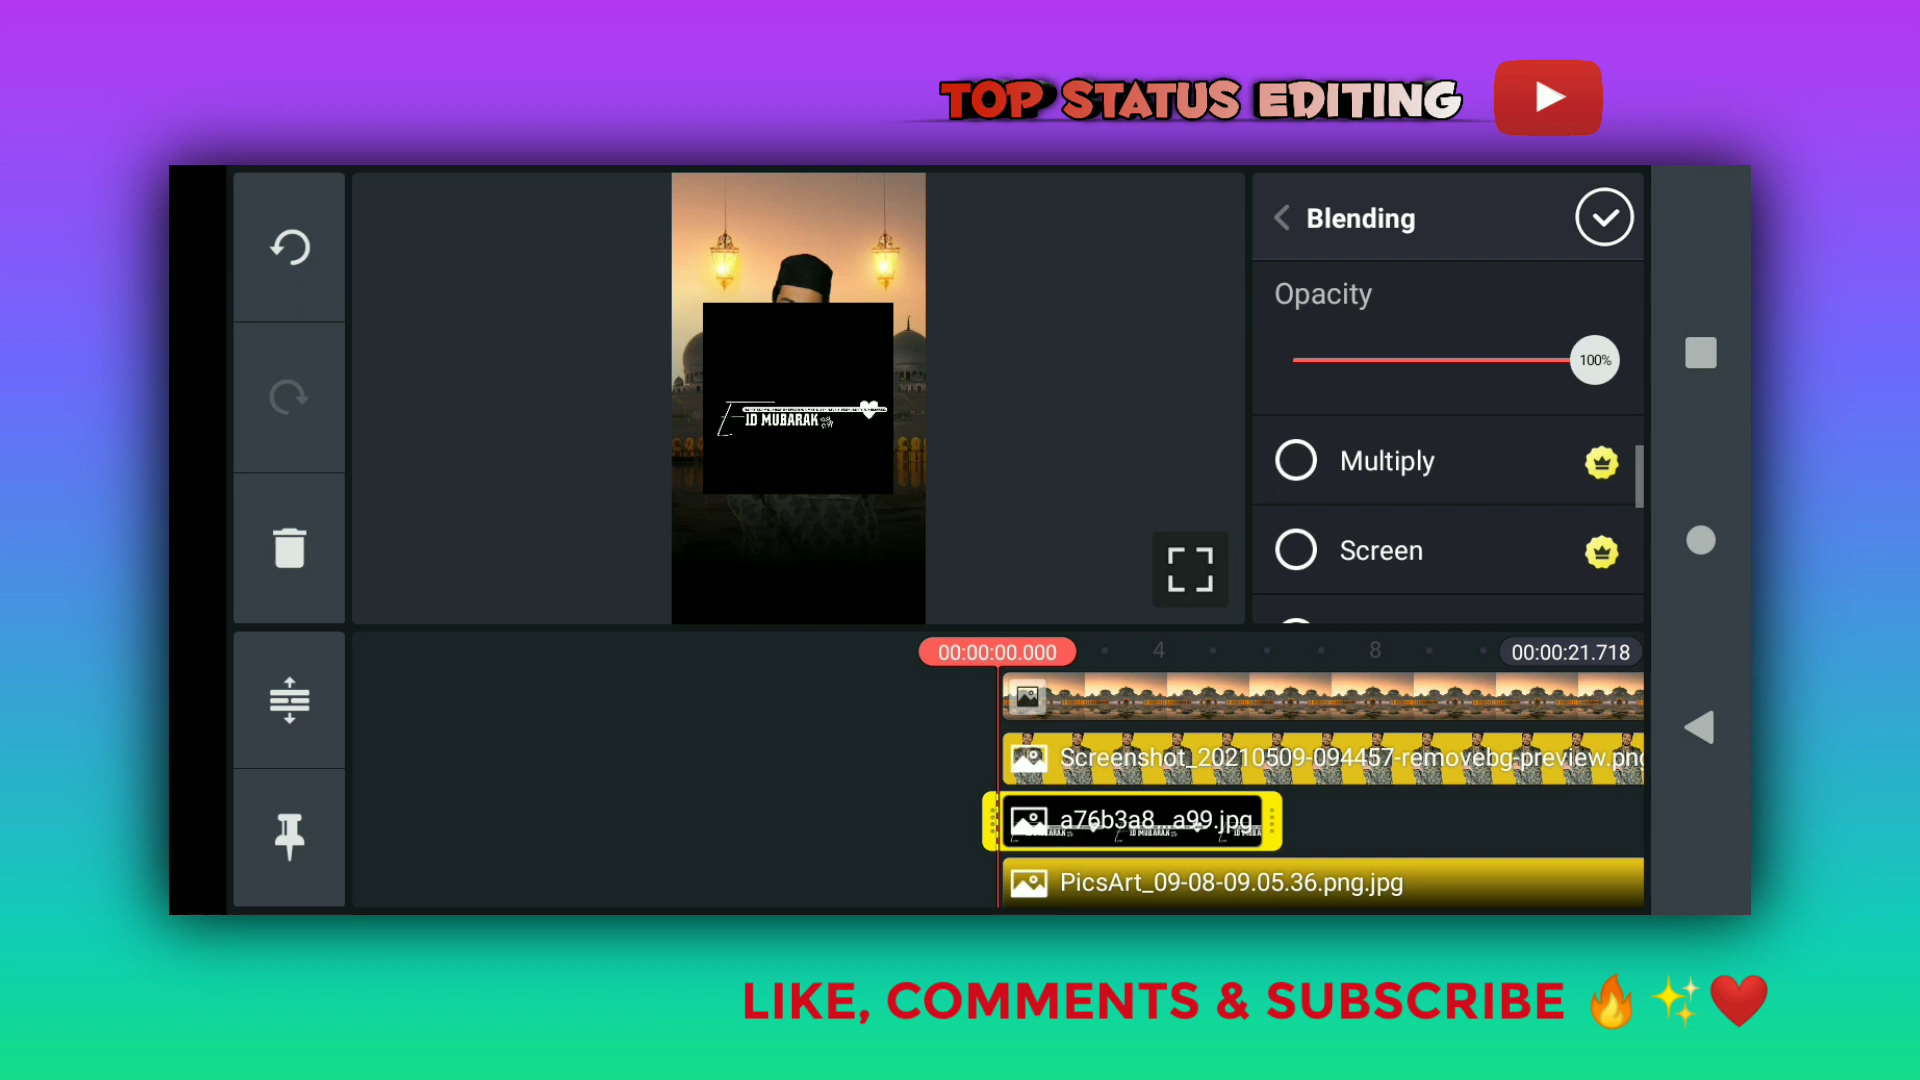 TOP STATUS EDITING
Blending
Opacity
100%
ID MUBARAK
Multiply
Screen
00:00:00.000
4
8
00:00:21.718
Screenshot_20210509-094457-removebg-preview.png
a76b3a8...a99.jpg
PicsArt_09-08-09.05.36.png.jpg
LIKE, COMMENTS & SUBSCRIBE 🔥✨❤️